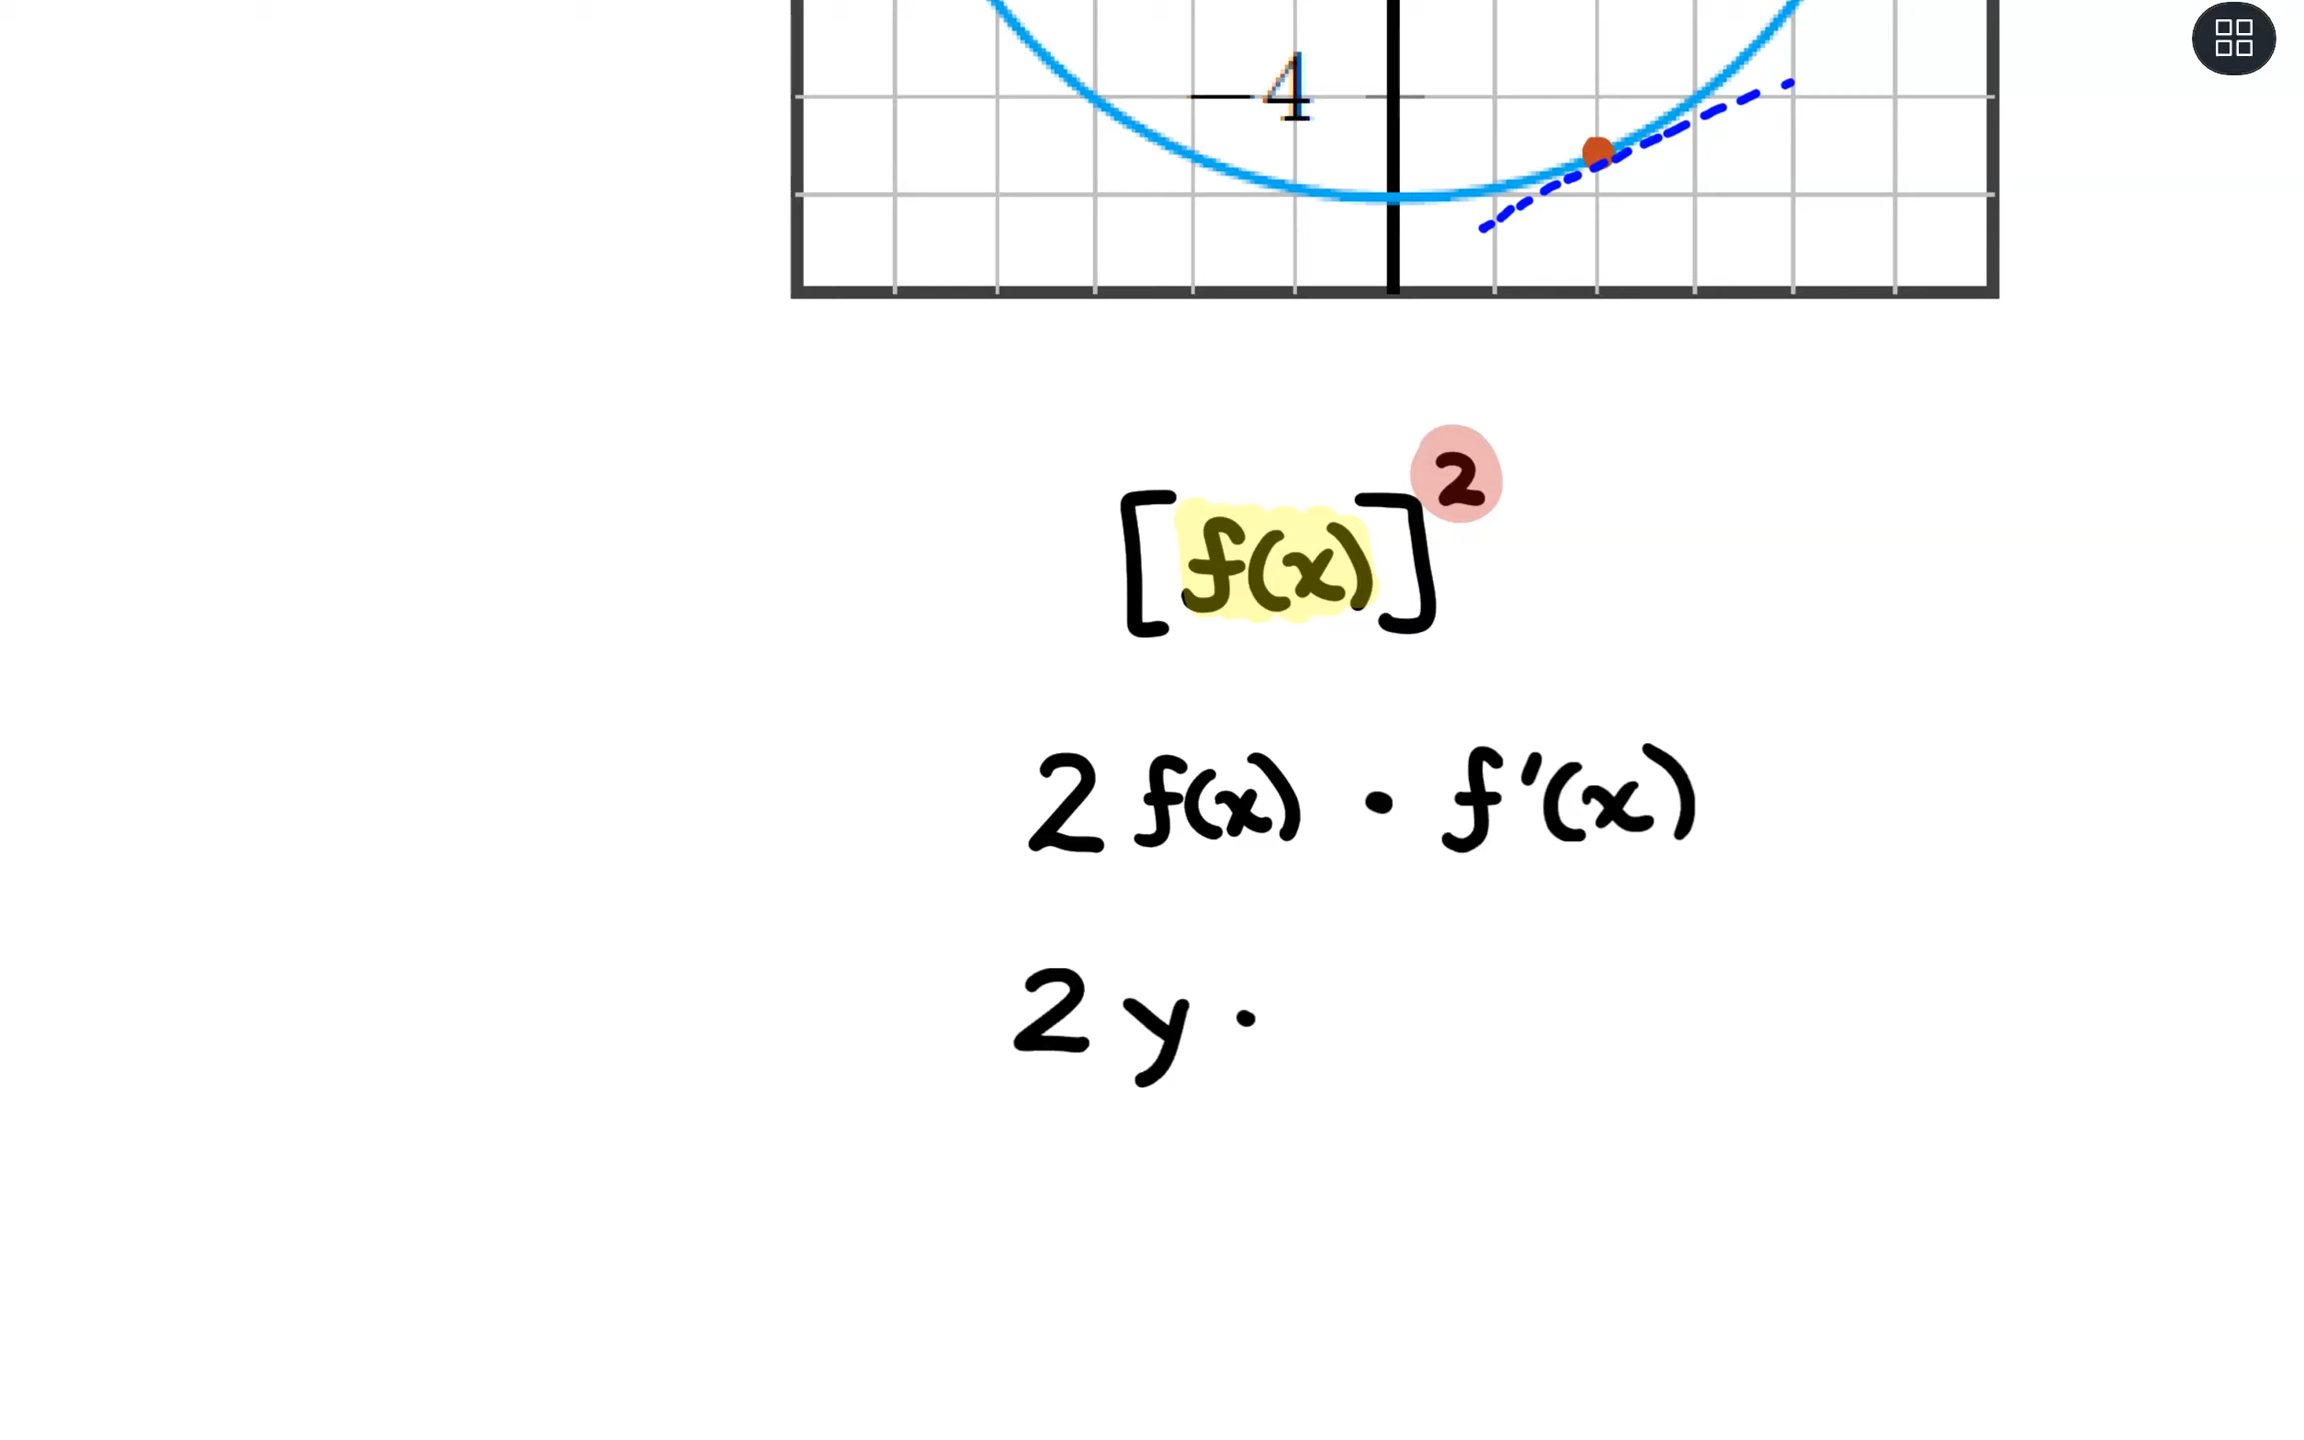 —4
[f(x)]²
2 f(x) · f'(x)
2 y ·